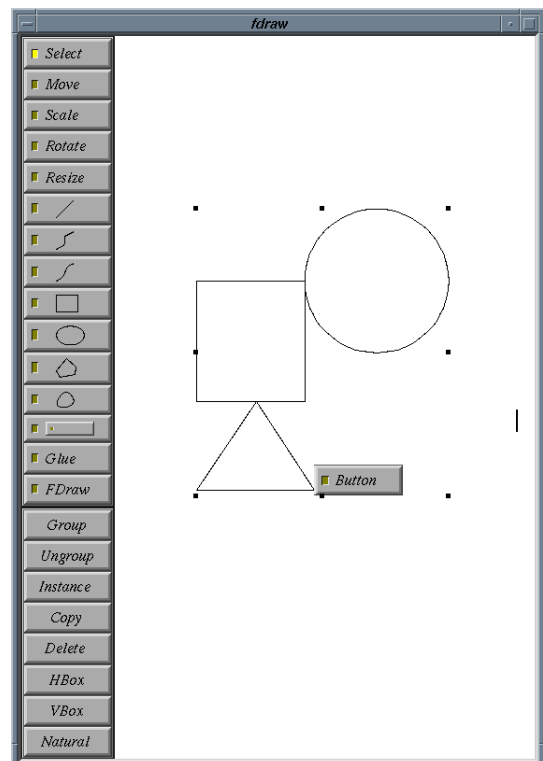 fdraw
Select
Move
Scale
Rotate
Resize
Glue
FDraw
Group
Ungroup
Instance
Copy
Delete
HBox
VBox
Natural
Button